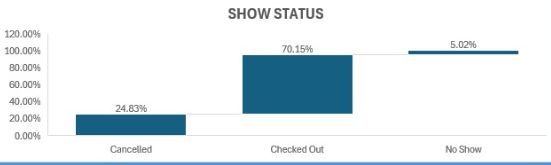 SHOW STATUS
120.00%
100.00%
80.00%
60.00%
40.00%
20.00%
0.00%
24.83%
70.15%
5.02%
Cancelled
Checked Out
No Show